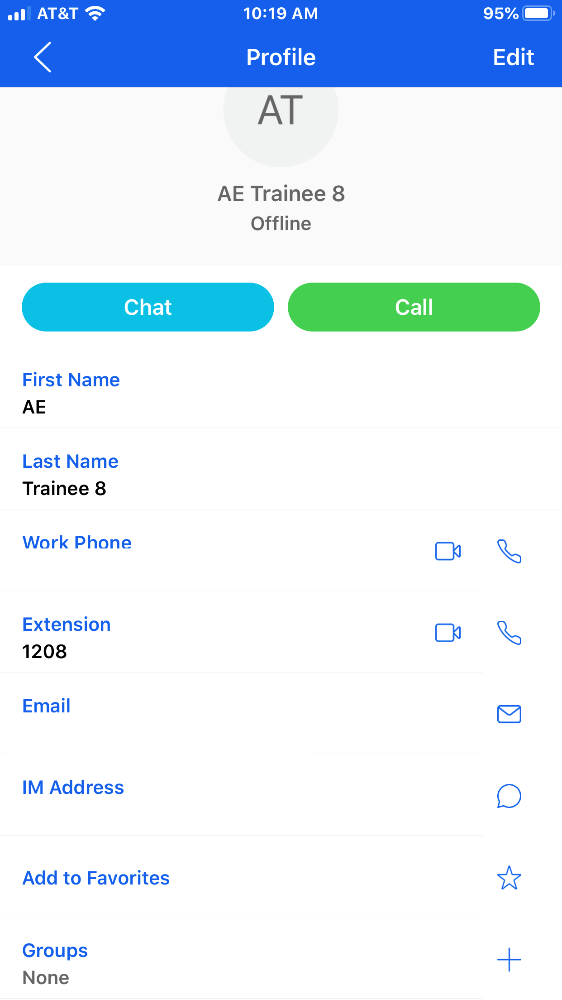 AT&T 10:19 AM 95%
Profile Edit
AT
AE Trainee 8
Offline
Chat Call
First Name
AE
Last Name
Trainee 8
Work Phone
Extension
1208
Email
IM Address
Add to Favorites
Groups
None